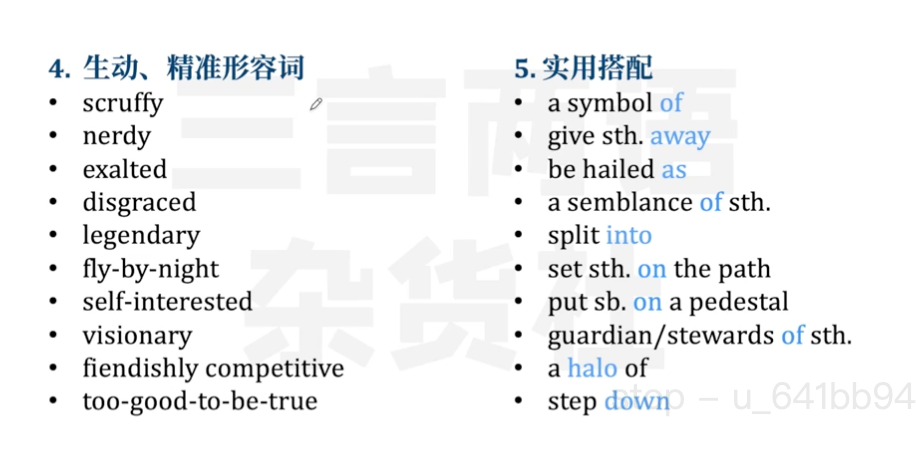 4. 生动、精准形容词
• scruffy
• nerdy
• exalted
• disgraced
• legendary
• fly-by-night
• self-interested
• visionary
• fiendishly competitive
• too-good-to-be-true
5. 实用搭配
• a symbol of
• give sth. away
• be hailed as
• a semblance of sth.
• split into
• set sth. on the path
• put sb. on a pedestal
• guardian/stewards of sth.
• a halo of
• step down
三言两语
杂货社
etop – u_641bb94